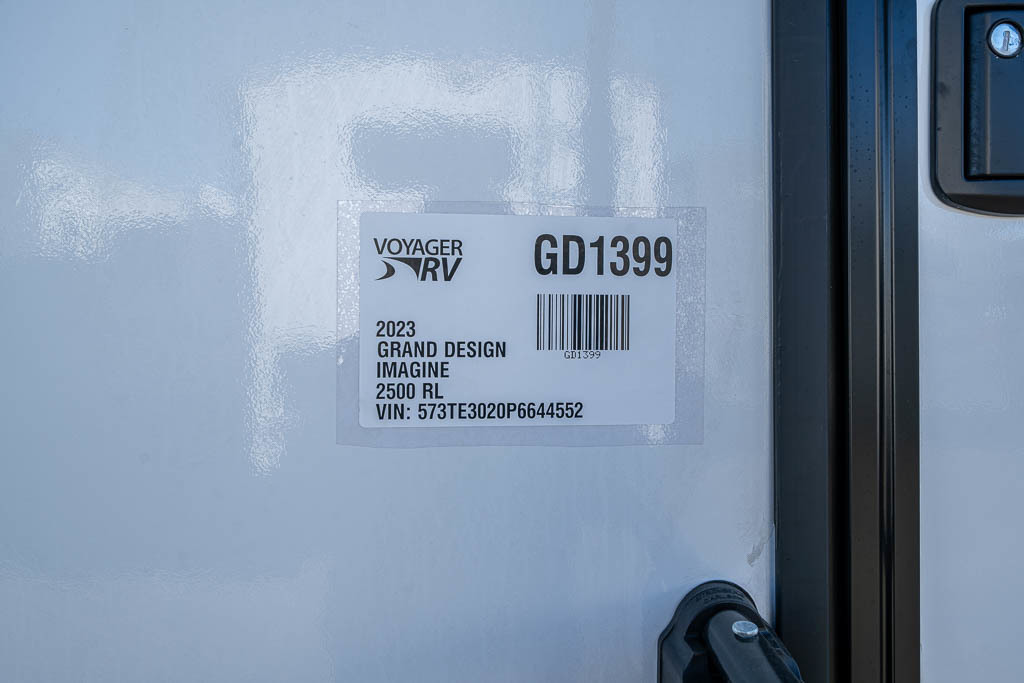 VOYAGER
RV
GD1399
GD1399
2023
GRAND DESIGN
IMAGINE
2500 RL
VIN: 573TE3020P6644552